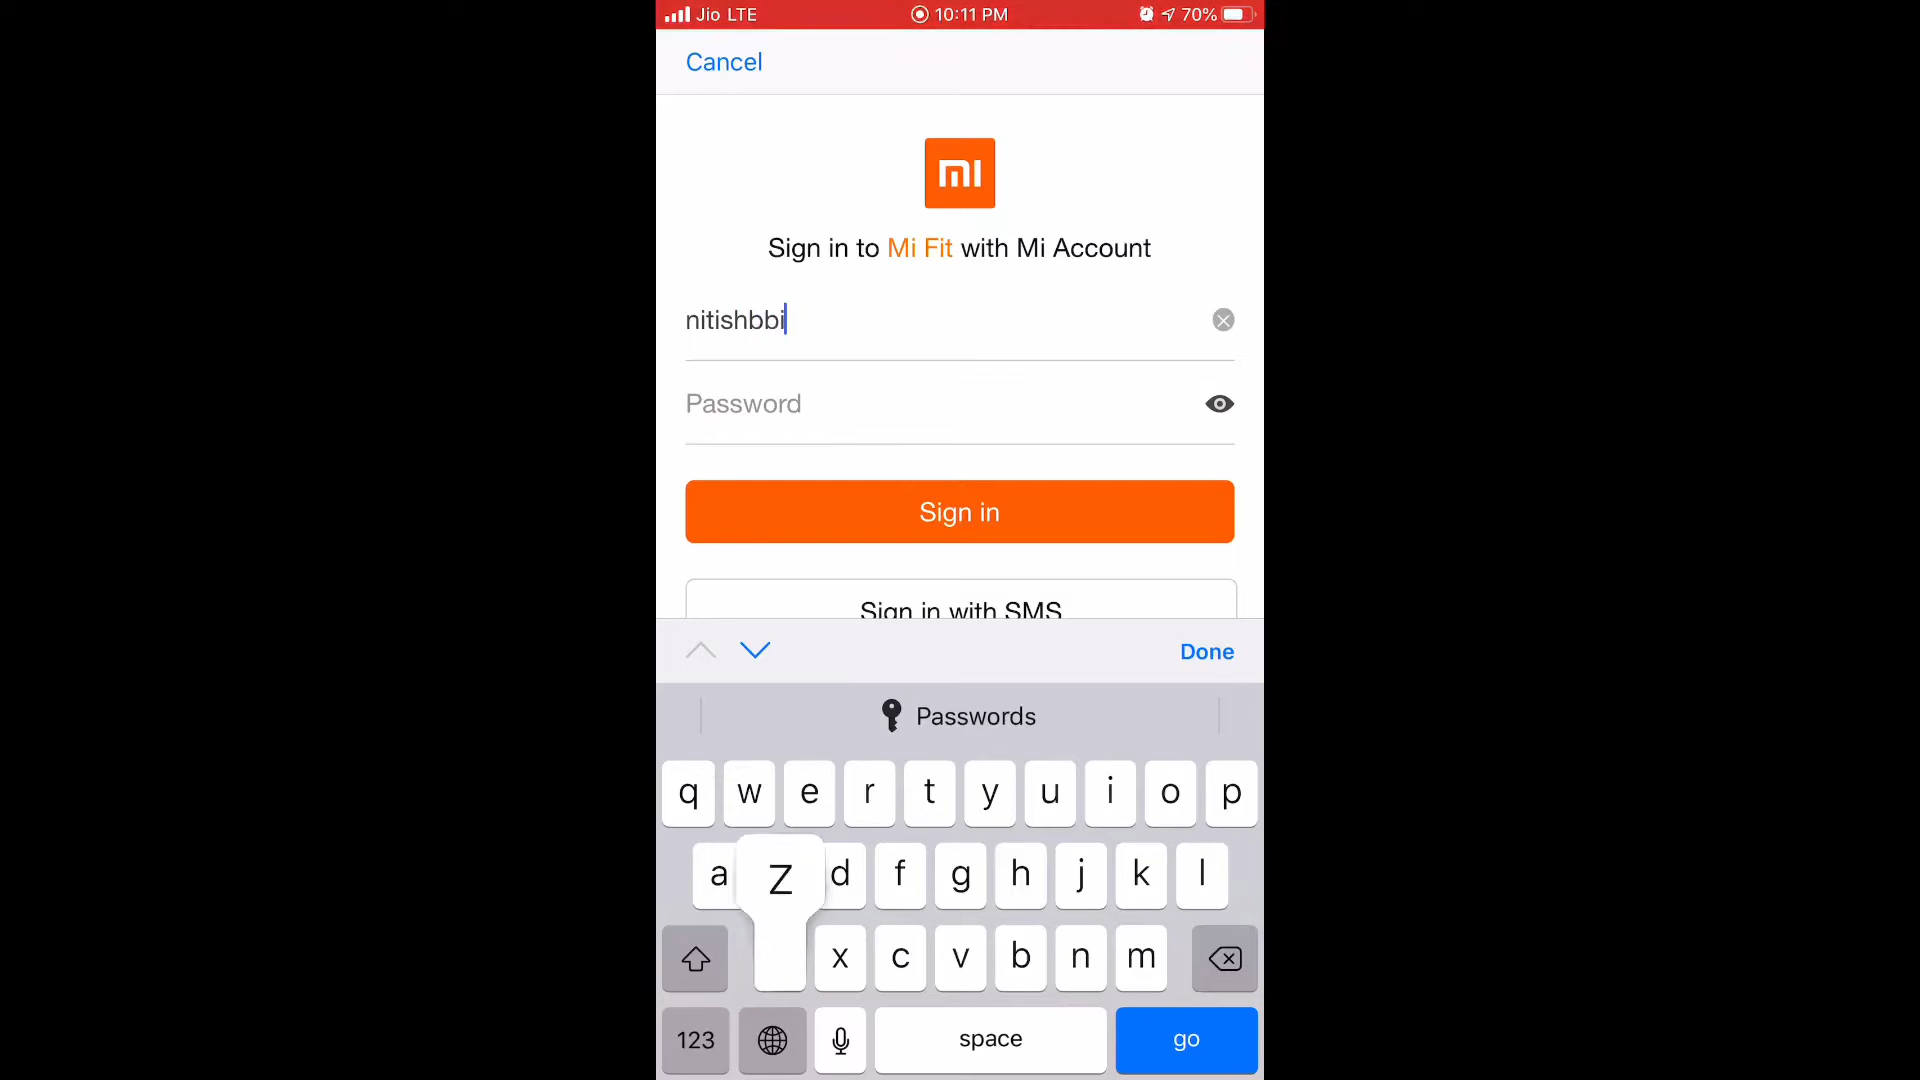 Jio LTE 10:11 PM 70%
Cancel
mi
Sign in to Mi Fit with Mi Account
nitishbbi
Password
Sign in
Sign in with SMS
Done
Passwords
q w e r t y u i o p
a z d f g h j k l
x c v b n m
123 space go